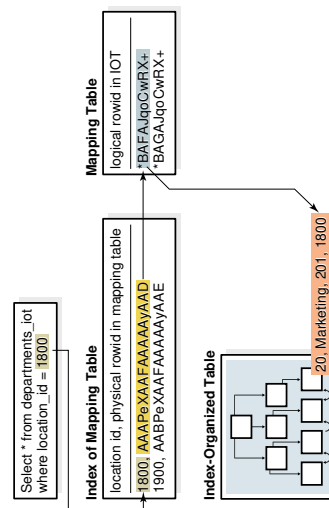 Select * from departments_iot
where location_id = 1800
Index of Mapping Table
location id, physical rowid in mapping table
1800, AAAPeXAAFAAAAAyAAD
1900, AABPeXAAFAAAAAyAAE
Mapping Table
logical rowid in IOT
*BAFAJqoCwRX+
*BAGAJqoCwRX+
Index-Organized Table
20, Marketing, 201, 1800